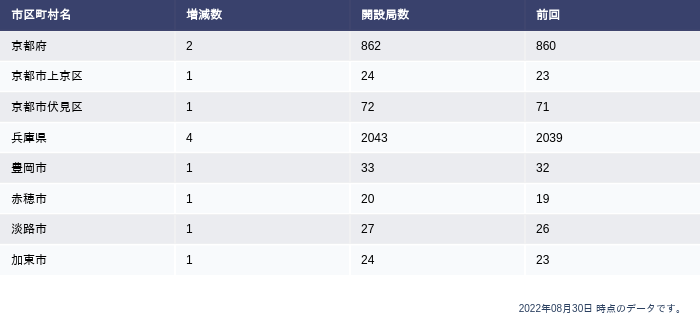 市区町村名 増減数 開設局数 前回
京都府 2 862 860
京都市上京区 1 24 23
京都市伏見区 1 72 71
兵庫県 4 2043 2039
豊岡市 1 33 32
赤穂市 1 20 19
淡路市 1 27 26
加東市 1 24 23
2022年08月30日 時点のデータです。